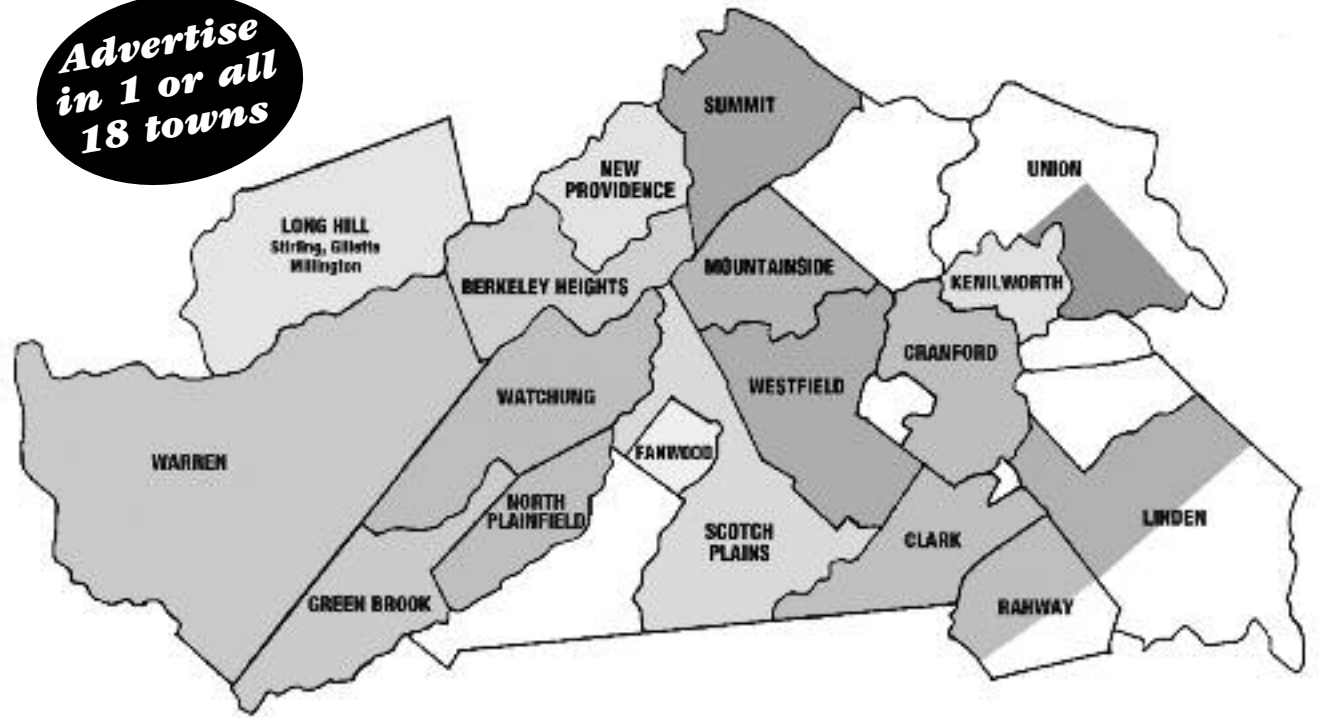 Advertise
in 1 or all
18 towns
SUMMIT
NEW
PROVIDENCE
UNION
LONG HILL
Stirling, Gillette
Millington
BERKELEY HEIGHTS
MOUNTAINSIDE
KENILWORTH
CRANFORD
WATCHUNG
WESTFIELD
WARREN
FANWOOD
NORTH
PLAINFIELD
SCOTCH
PLAINS
CLARK
LINDEN
GREEN BROOK
RAHWAY